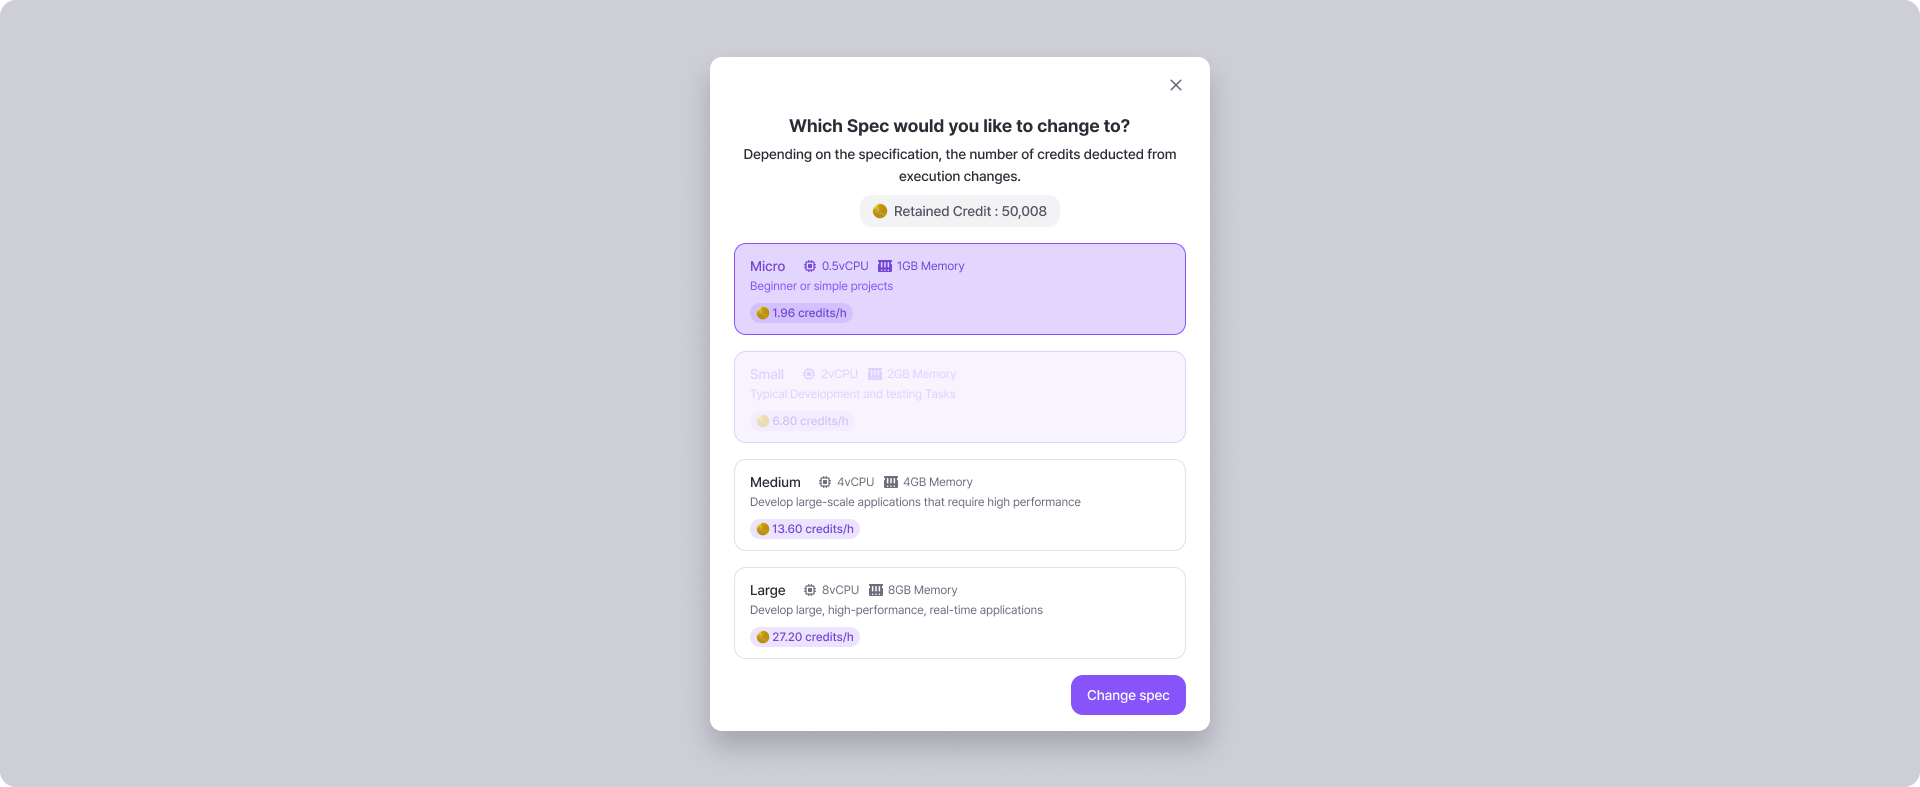 Which Spec would you like to change to?
Depending on the specification, the number of credits deducted from
execution changes.
Retained Credit : 50,008
Micro 0.5vCPU 1GB Memory
Beginner or simple projects
1.96 credits/h
Small 2vCPU 2GB Memory
Typical Development and testing Tasks
6.80 credits/h
Medium 4vCPU 4GB Memory
Develop large-scale applications that require high performance
13.60 credits/h
Large 8vCPU 8GB Memory
Develop large, high-performance, real-time applications
27.20 credits/h
Change spec